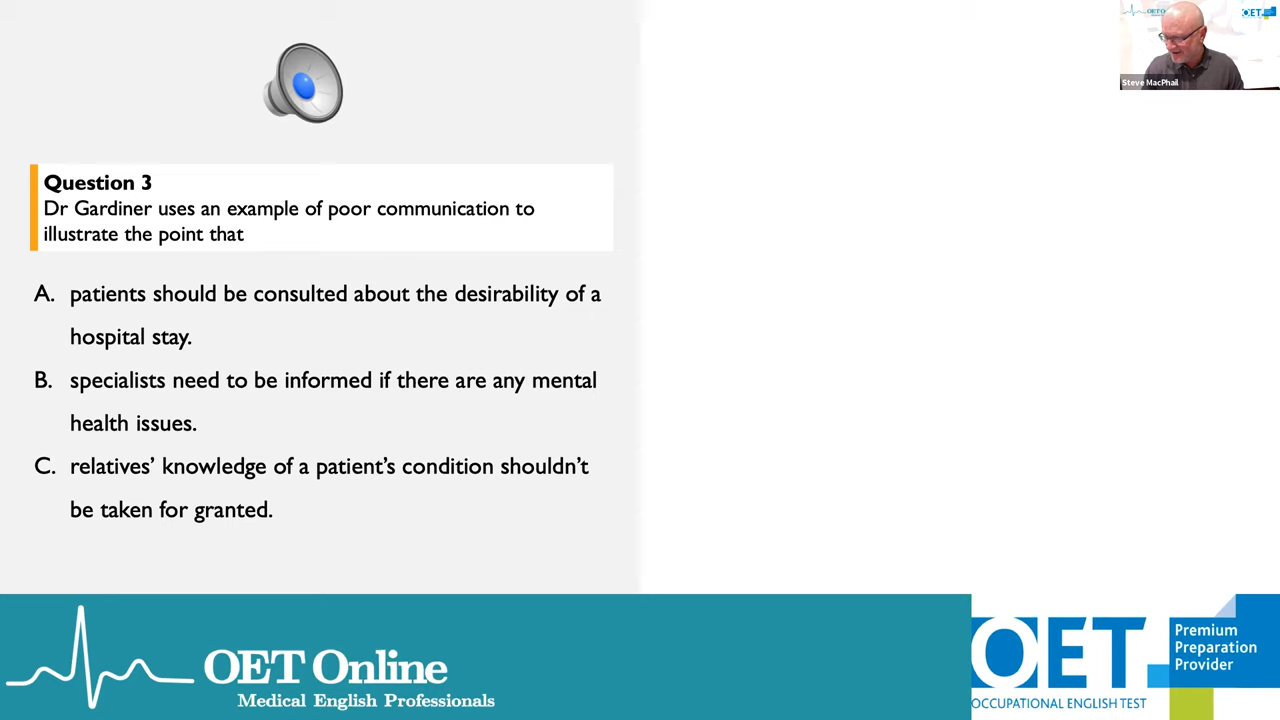 Question 3
Dr Gardiner uses an example of poor communication to
illustrate the point that
A. patients should be consulted about the desirability of a
hospital stay.
B. specialists need to be informed if there are any mental
health issues.
C. relatives’ knowledge of a patient’s condition shouldn’t
be taken for granted.
OET
Steve MacPhail
OET Online
Medical English Professionals
OET
OCCUPATIONAL ENGLISH TEST
Premium
Preparation
Provider